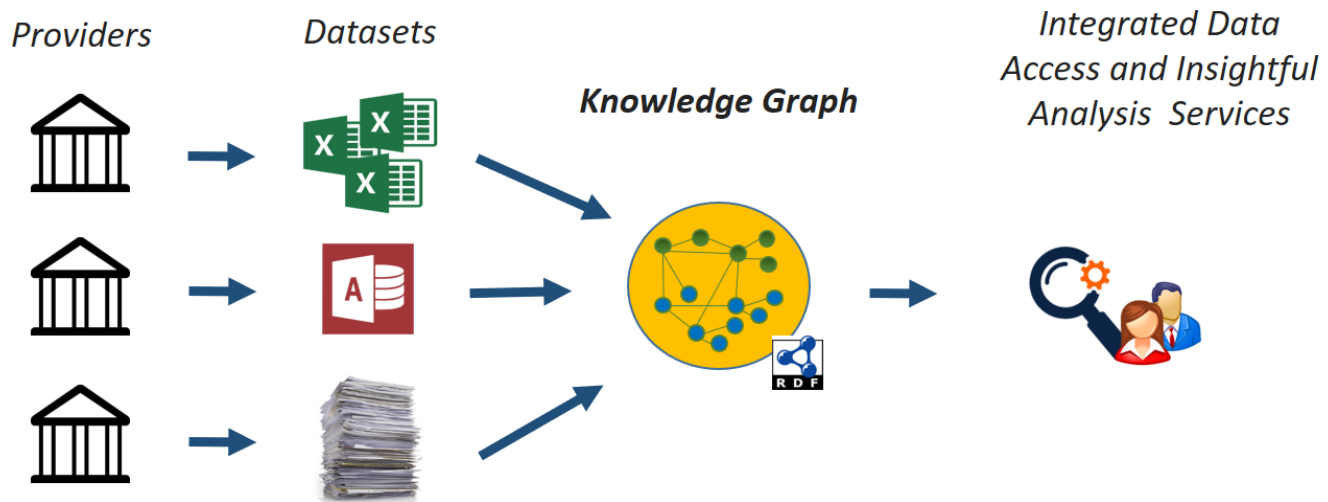 Providers
Datasets
Knowledge Graph
Integrated Data
Access and Insightful
Analysis Services
X
X
X
A
RDF